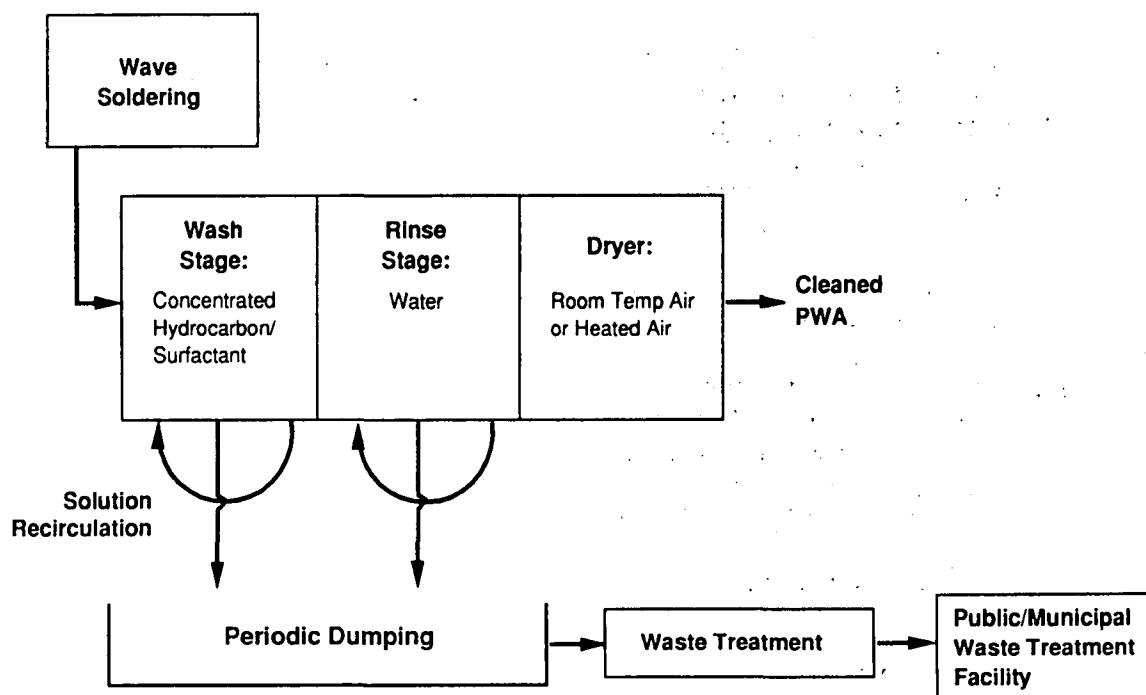 Wave
Soldering
Wash
Stage:
Concentrated
Hydrocarbon/
Surfactant
Rinse
Stage:
Water
Dryer:
Room Temp Air
or Heated Air
Cleaned
PWA
Solution
Recirculation
Periodic Dumping
Waste Treatment
Public/Municipal
Waste Treatment
Facility